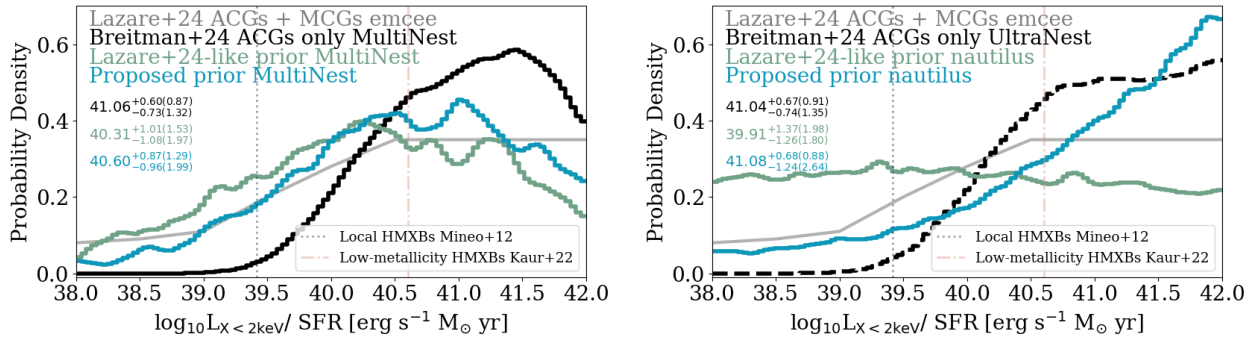 Lazare+24 ACGs + MCGs emcee
Breitman+24 ACGs only MultiNest
Lazare+24-like prior MultiNest
Proposed prior MultiNest
41.06 +0.60(0.87) −0.73(1.32)
40.31 +1.01(1.53) −1.08(1.97)
40.60 +0.87(1.29) −0.96(1.99)
Local HMXBs Mineo+12
Low-metallicity HMXBs Kaur+22
Probability Density
0.6
0.4
0.2
0.0
38.0 38.5 39.0 39.5 40.0 40.5 41.0 41.5 42.0
log10LX<2keV/ SFR [erg s−1 M⊙ yr]
Lazare+24 ACGs + MCGs emcee
Breitman+24 ACGs only UltraNest
Lazare+24-like prior nautilus
Proposed prior nautilus
41.04 +0.67(0.91) −0.74(1.35)
39.91 +1.37(1.98) −1.26(1.80)
41.08 +0.68(0.88) −1.24(2.64)
Local HMXBs Mineo+12
Low-metallicity HMXBs Kaur+22
Probability Density
0.6
0.4
0.2
0.0
38.0 38.5 39.0 39.5 40.0 40.5 41.0 41.5 42.0
log10LX<2keV/ SFR [erg s−1 M⊙ yr]